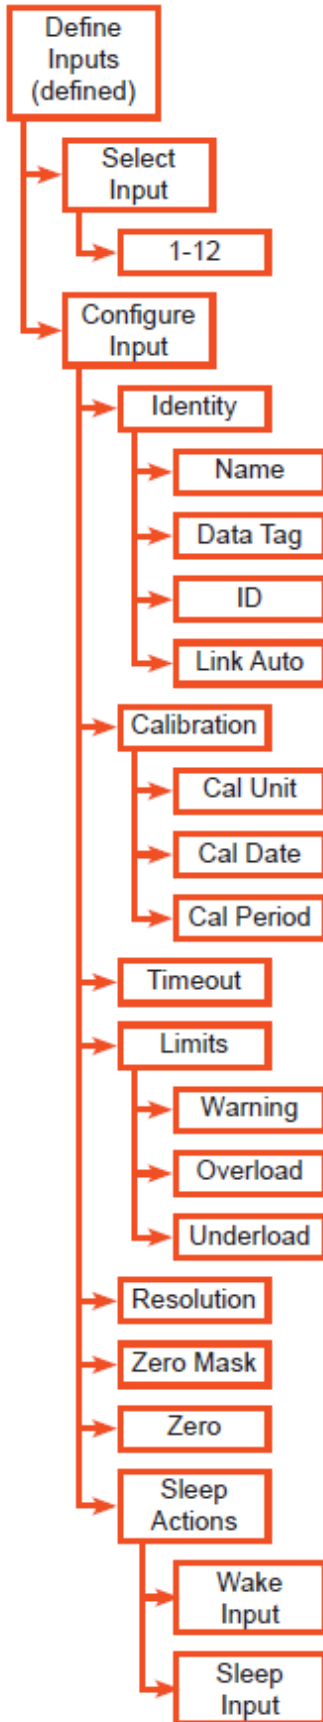 Define
Inputs
(defined)
Select
Input
1-12
Configure
Input
Identity
Name
Data Tag
ID
Link Auto
Calibration
Cal Unit
Cal Date
Cal Period
Timeout
Limits
Warning
Overload
Underload
Resolution
Zero Mask
Zero
Sleep
Actions
Wake
Input
Sleep
Input